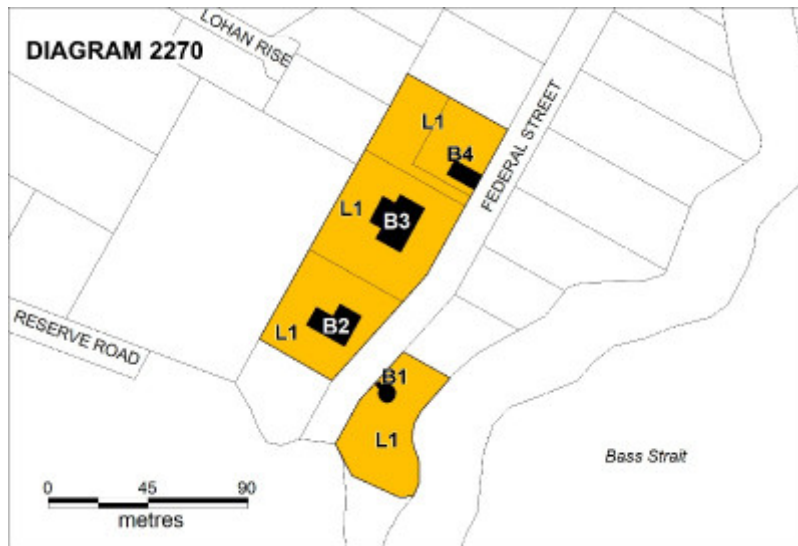 LOHAN RISE
DIAGRAM 2270
FEDERAL STREET
L1
B4
L1
B3
L1
B2
RESERVE ROAD
B1
L1
Bass Strait
0 45 90
metres